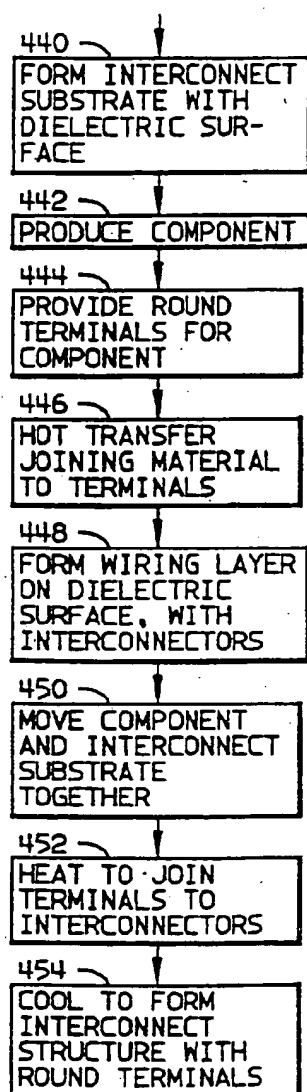 440
FORM INTERCONNECT
SUBSTRATE WITH
DIELECTRIC SUR-
FACE
442
PRODUCE COMPONENT
444
PROVIDE ROUND
TERMINALS FOR
COMPONENT
446
HOT TRANSFER
JOINING MATERIAL
TO TERMINALS
448
FORM WIRING LAYER
ON DIELECTRIC
SURFACE, WITH
INTERCONNECTORS
450
MOVE COMPONENT
AND INTERCONNECT
SUBSTRATE
TOGETHER
452
HEAT TO JOIN
TERMINALS TO
INTERCONNECTORS
454
COOL TO FORM
INTERCONNECT
STRUCTURE WITH
ROUND TERMINALS